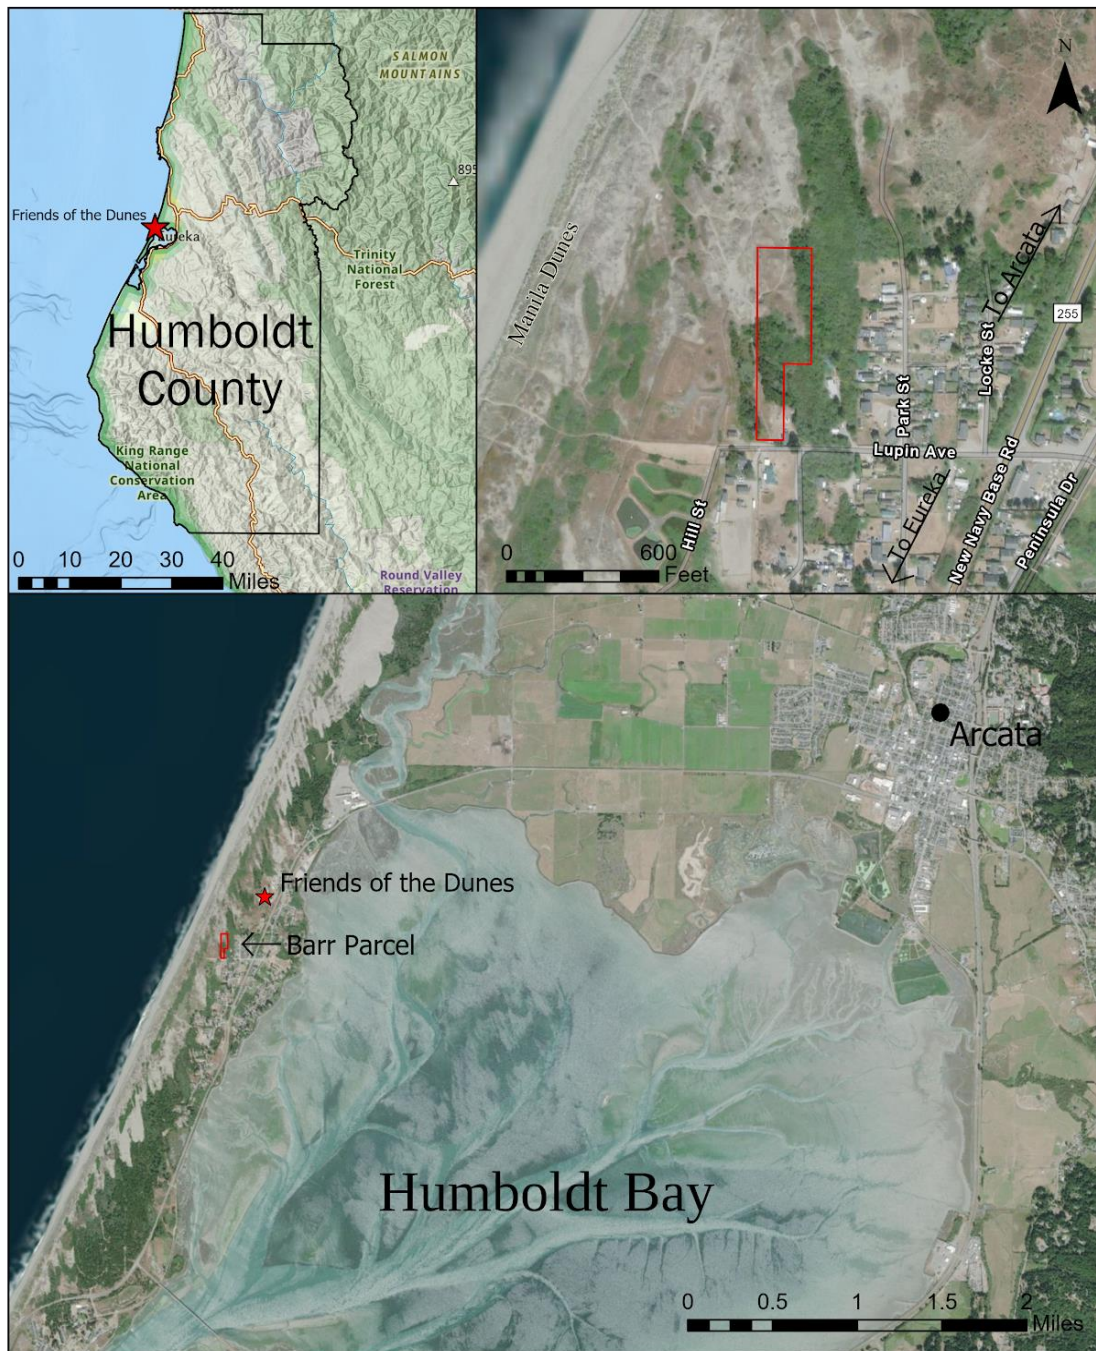 SALMON
MOUNTAINS
895
Friends of the Dunes
Eureka
Trinity
National
Forest
Humboldt
County
King Range
National
Conservation
Area
0 10 20 30 40
Miles
Round Valley
Reservation
N
Manila Dunes
To Arcata
255
Locke St
Park St
Lupin Ave
To Eureka
New Navy Base Rd
Peninsula Dr
Hill St
0 600
Feet
Arcata
Friends of the Dunes
Barr Parcel
Humboldt Bay
0 0.5 1 1.5 2
Miles